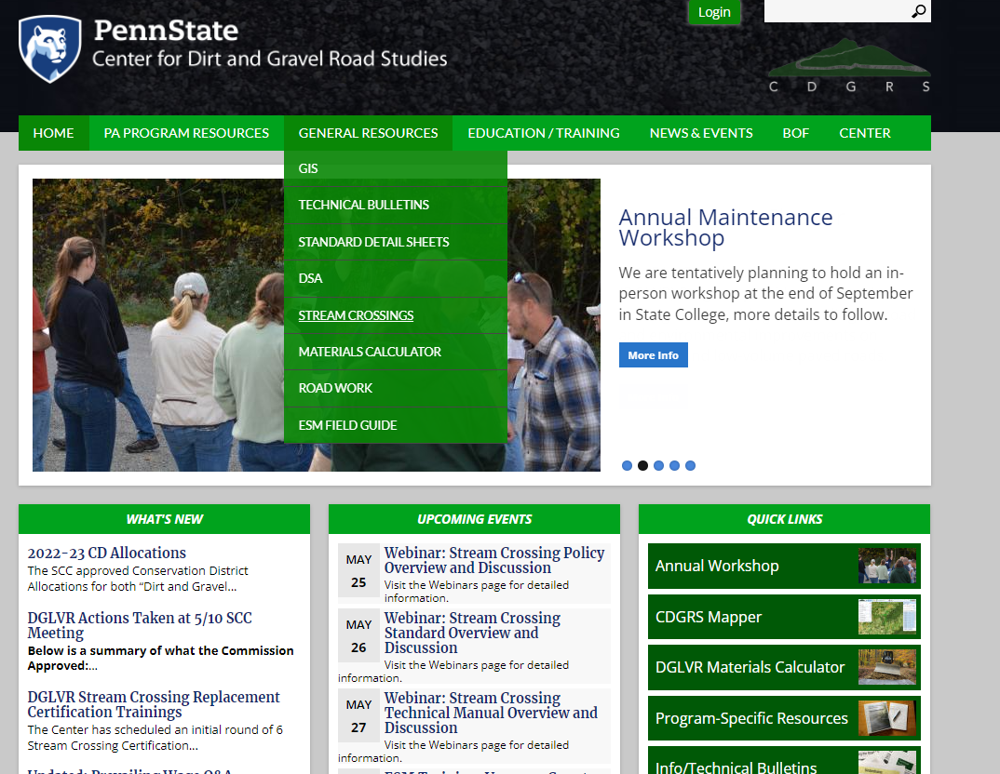 Login
PennState
Center for Dirt and Gravel Road Studies
C D G R S
HOME PA PROGRAM RESOURCES GENERAL RESOURCES EDUCATION / TRAINING NEWS & EVENTS BOF CENTER
GIS
TECHNICAL BULLETINS
STANDARD DETAIL SHEETS
DSA
STREAM CROSSINGS
MATERIALS CALCULATOR
ROAD WORK
ESM FIELD GUIDE
Annual Maintenance
Workshop
We are tentatively planning to hold an in-
person workshop at the end of September
in State College, more details to follow.
More Info
WHAT'S NEW
2022-23 CD Allocations
The SCC approved Conservation District
Allocations for both “Dirt and Gravel...
DGLVR Actions Taken at 5/10 SCC
Meeting
Below is a summary of what the Commission
Approved:...
DGLVR Stream Crossing Replacement
Certification Trainings
The Center has scheduled an initial round of 6
Stream Crossing Certification...
Updated: Prevailing Wage Q&A
UPCOMING EVENTS
MAY
25
Webinar: Stream Crossing Policy
Overview and Discussion
Visit the Webinars page for detailed
information.
MAY
26
Webinar: Stream Crossing
Standard Overview and
Discussion
Visit the Webinars page for detailed
information.
MAY
27
Webinar: Stream Crossing
Technical Manual Overview and
Discussion
Visit the Webinars page for detailed
information.
QUICK LINKS
Annual Workshop
CDGRS Mapper
DGLVR Materials Calculator
Program-Specific Resources
Info/Technical Bulletins